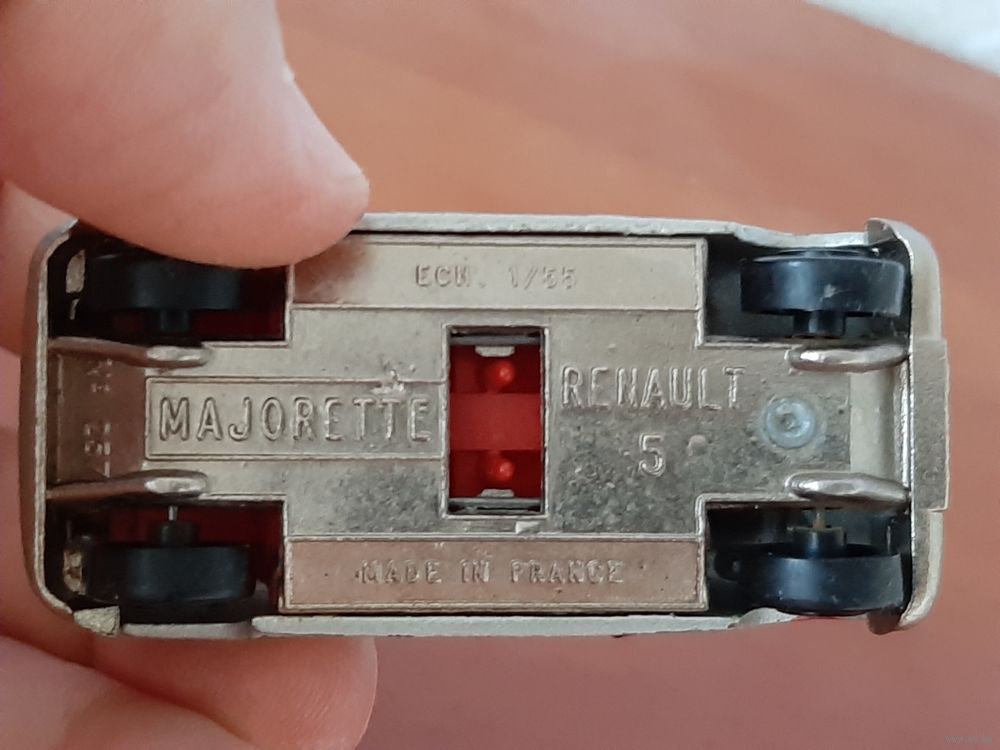 ECH. 1/55
MAJORETTE
RENAULT
5
MADE IN FRANCE